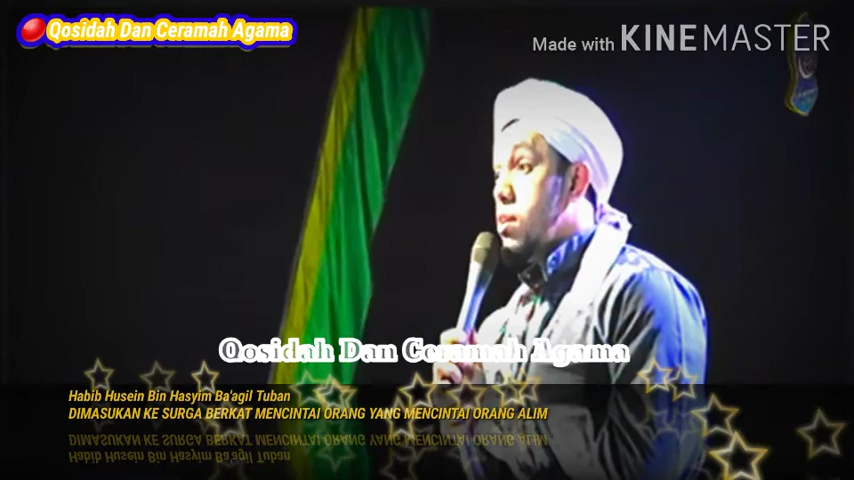 Qosidah Dan Ceramah Agama
Made with KINEMASTER
Qosidah Dan Ceramah Agama
Habib Husein Bin Hasyim Ba'agil Tuban
DIMASUKAN KE SURGA BERKAT MENCINTAI ORANG YANG MENCINTAI ORANG ALIM